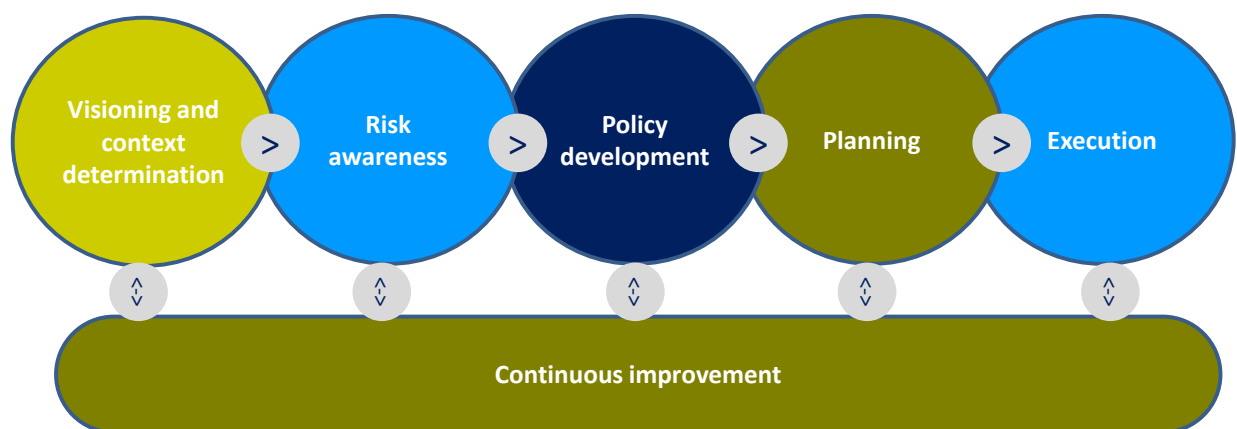 Visioning and
context
determination
>
Risk
awareness
>
Policy
development
>
Planning
>
Execution
<->
<->
<->
<->
<->
Continuous improvement